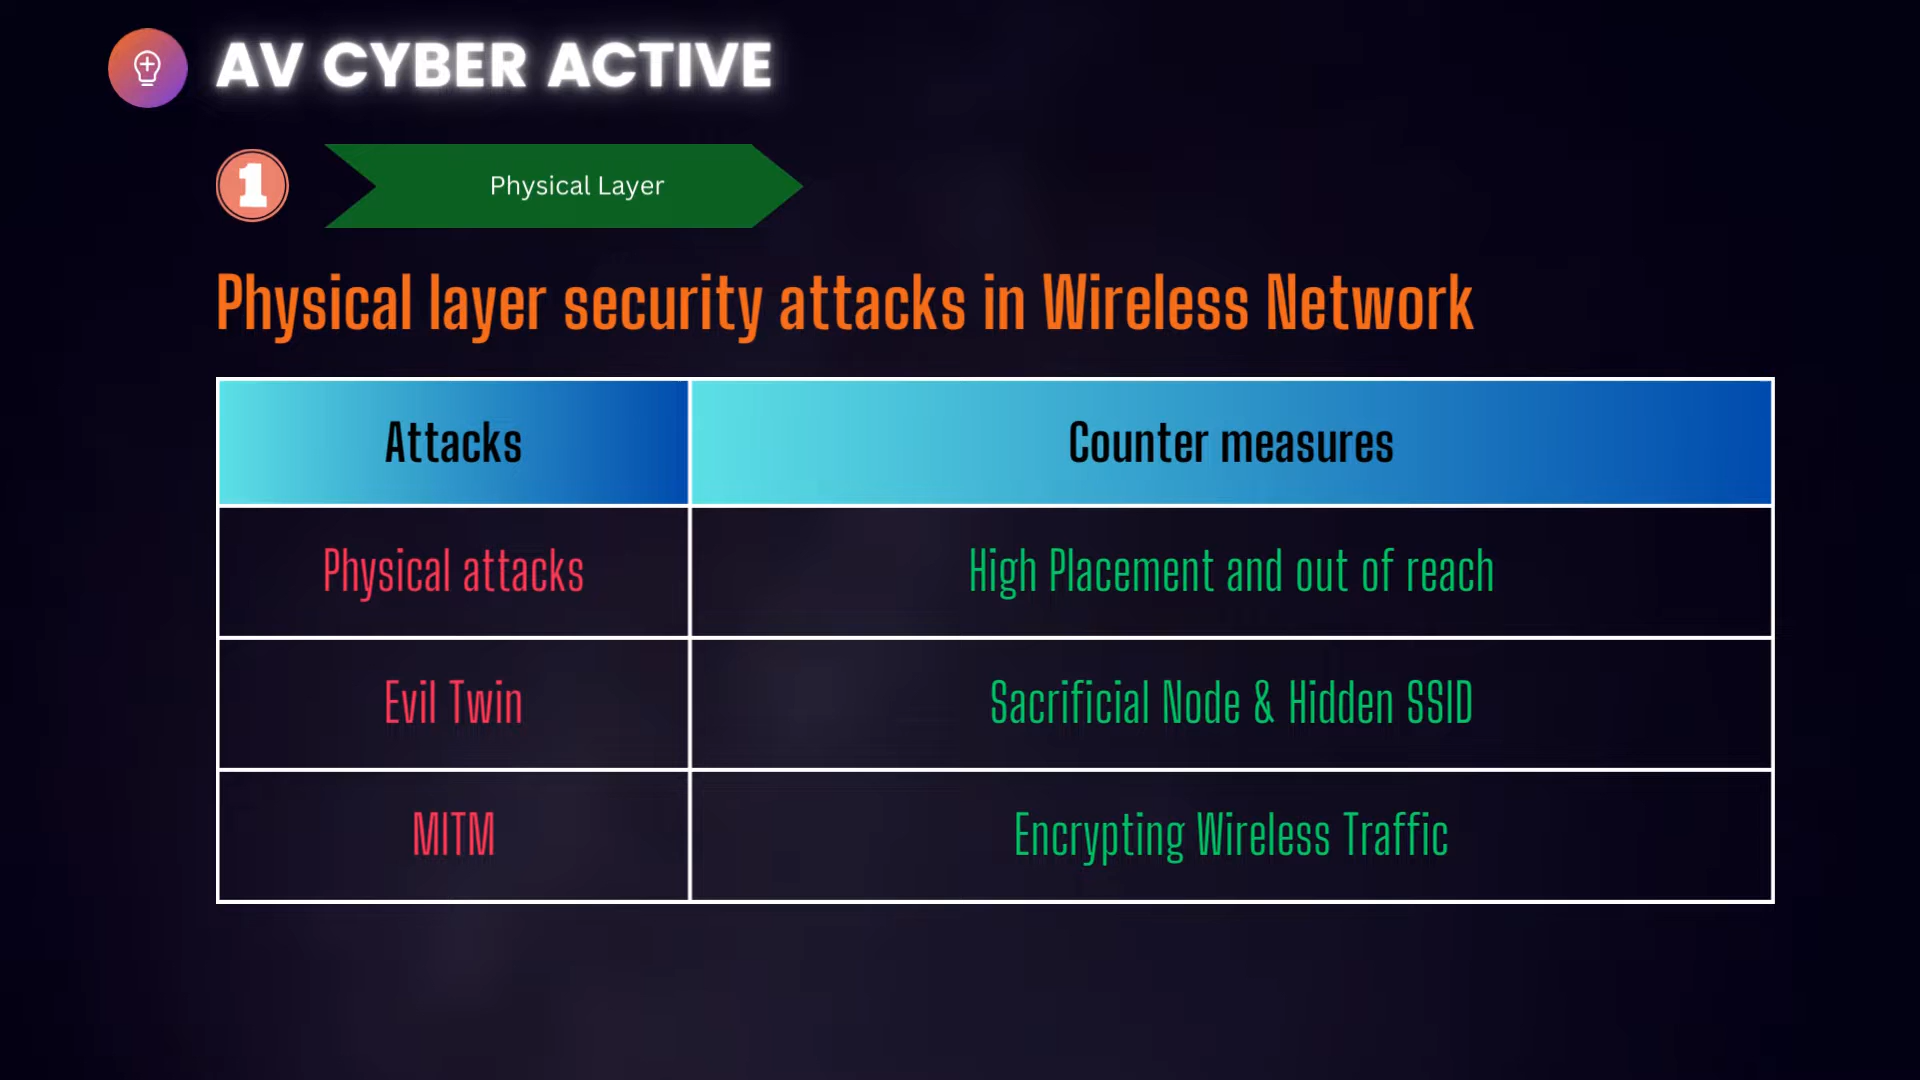 AV CYBER ACTIVE
1
Physical Layer
Physical layer security attacks in Wireless Network
Attacks
Counter measures
Physical attacks
High Placement and out of reach
Evil Twin
Sacrificial Node & Hidden SSID
MITM
Encrypting Wireless Traffic